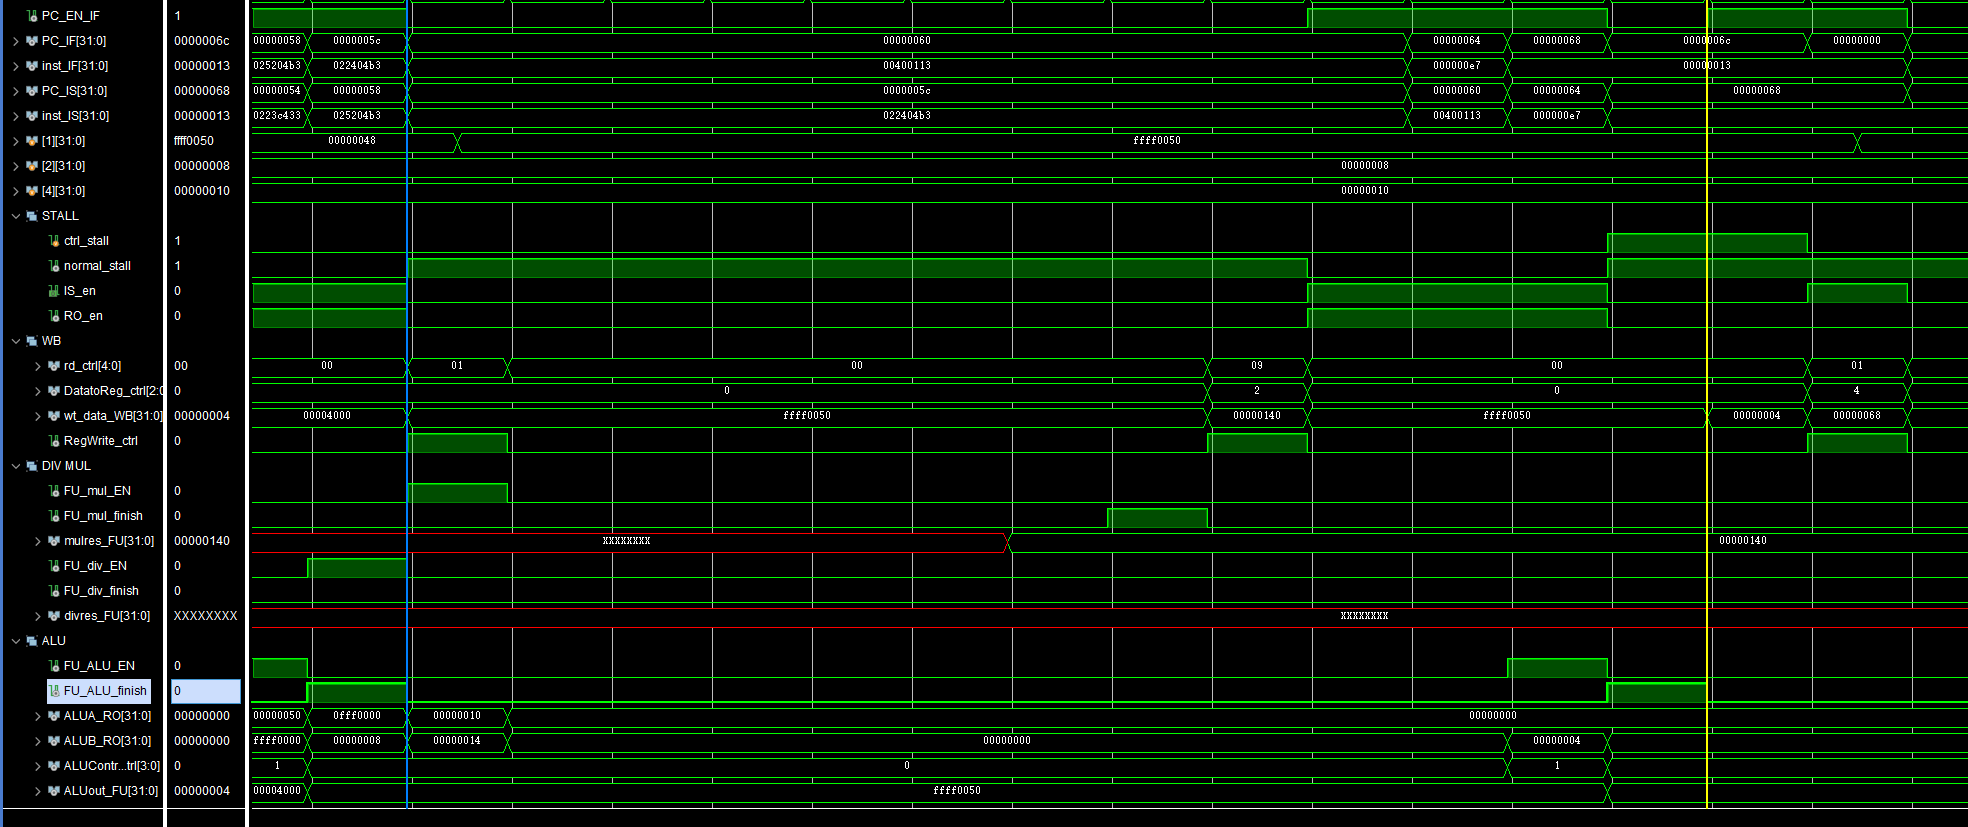 PC_EN_IF 1
PC_IF[31:0] 0000006c 00000058 0000005c 00000060 00000064 00000068 0000006c 00000000
inst_IF[31:0] 00000013 025204b3 022404b3 00400113 000000e7 00000013
PC_IS[31:0] 00000068 00000054 00000058 0000005c 00000060 00000064 00000068
inst_IS[31:0] 00000013 0223c433 025204b3 022404b3 00400113 000000e7
[1][31:0] ffff0050 00000048 ffff0050
[2][31:0] 00000008 00000008
[4][31:0] 00000010 00000010
STALL
ctrl_stall 1
normal_stall 1
IS_en 0
RO_en 0
WB
rd_ctrl[4:0] 00 00 01 00 09 00 01
DatatoReg_ctrl[2:0 0 0 2 0 4
wt_data_WB[31:0] 00000004 00004000 ffff0050 00000140 ffff0050 00000004 00000068
RegWrite_ctrl 0
DIV MUL
FU_mul_EN 0
FU_mul_finish 0
mulres_FU[31:0] 00000140 XXXXXXXX 00000140
FU_div_EN 0
FU_div_finish 0
divres_FU[31:0] XXXXXXXX XXXXXXXX
ALU
FU_ALU_EN 0
FU_ALU_finish 0
ALUA_RO[31:0] 00000000 00000050 0fff0000 00000010 00000000
ALUB_RO[31:0] 00000000 ffff0000 00000008 00000014 00000000 00000004
ALUContr...trl[3:0] 0 1 0 1
ALUout_FU[31:0] 00000004 00004000 ffff0050